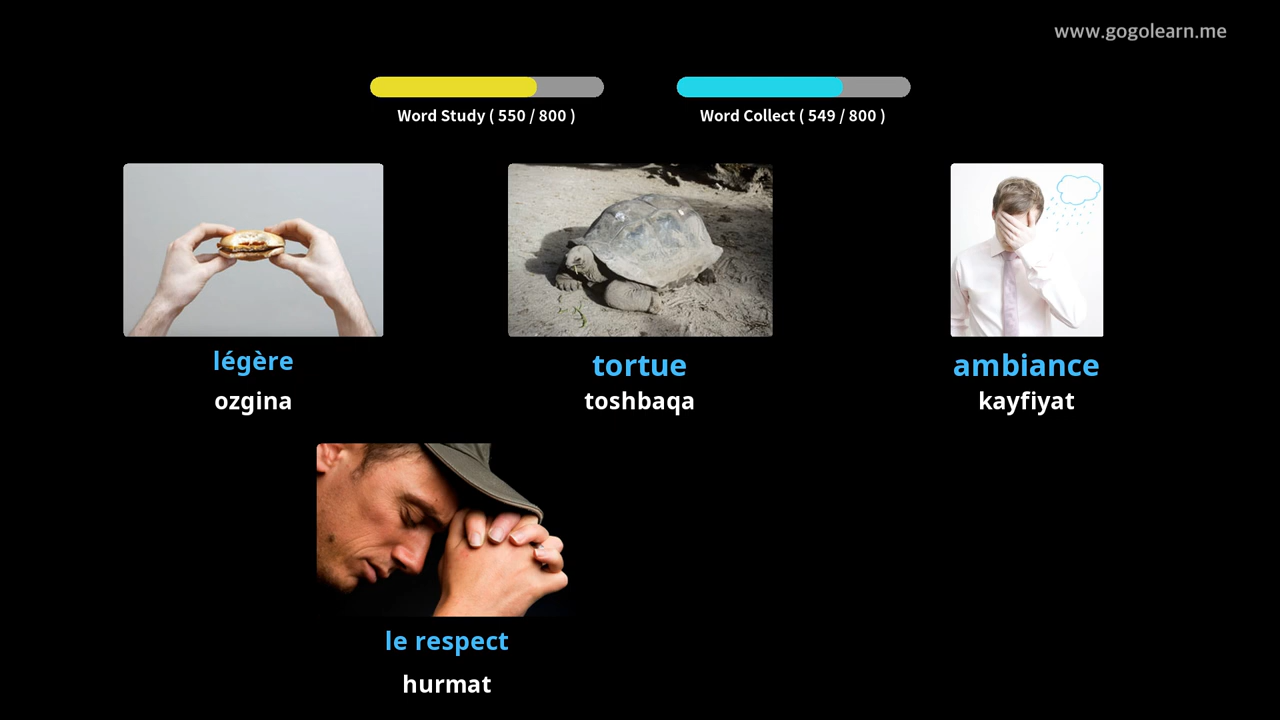 www.gogolearn.me
Word Study ( 550 / 800 )
Word Collect ( 549 / 800 )
légère
ozgina
tortue
toshbaqa
ambiance
kayfiyat
le respect
hurmat